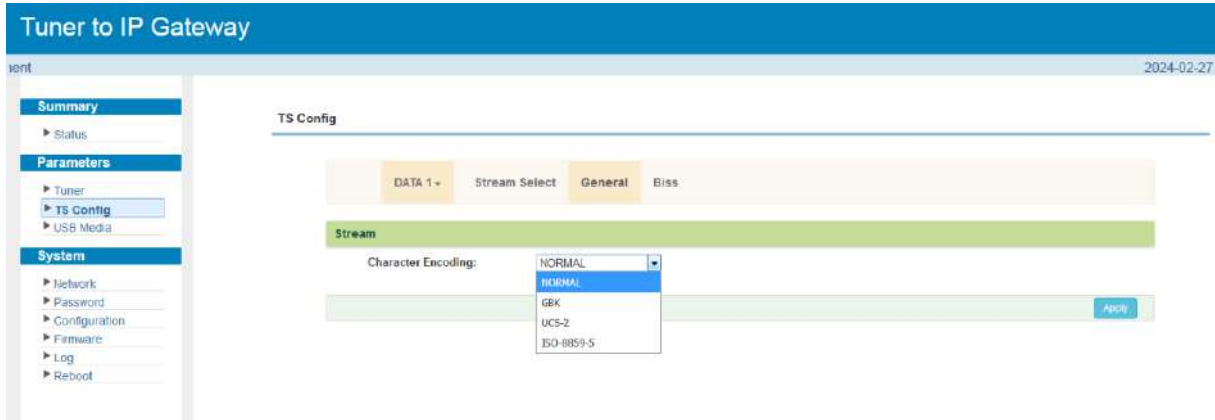 Tuner to IP Gateway
nent
2024-02-27
Summary
Status
Parameters
Tuner
TS Config
USB Media
System
Network
Password
Configuration
Firmware
Log
Reboot
TS Config
DATA 1 Stream Select General Biss
Stream
Character Encoding: NORMAL
NORMAL
GBK
UCS-2
ISO-8859-5
Apply